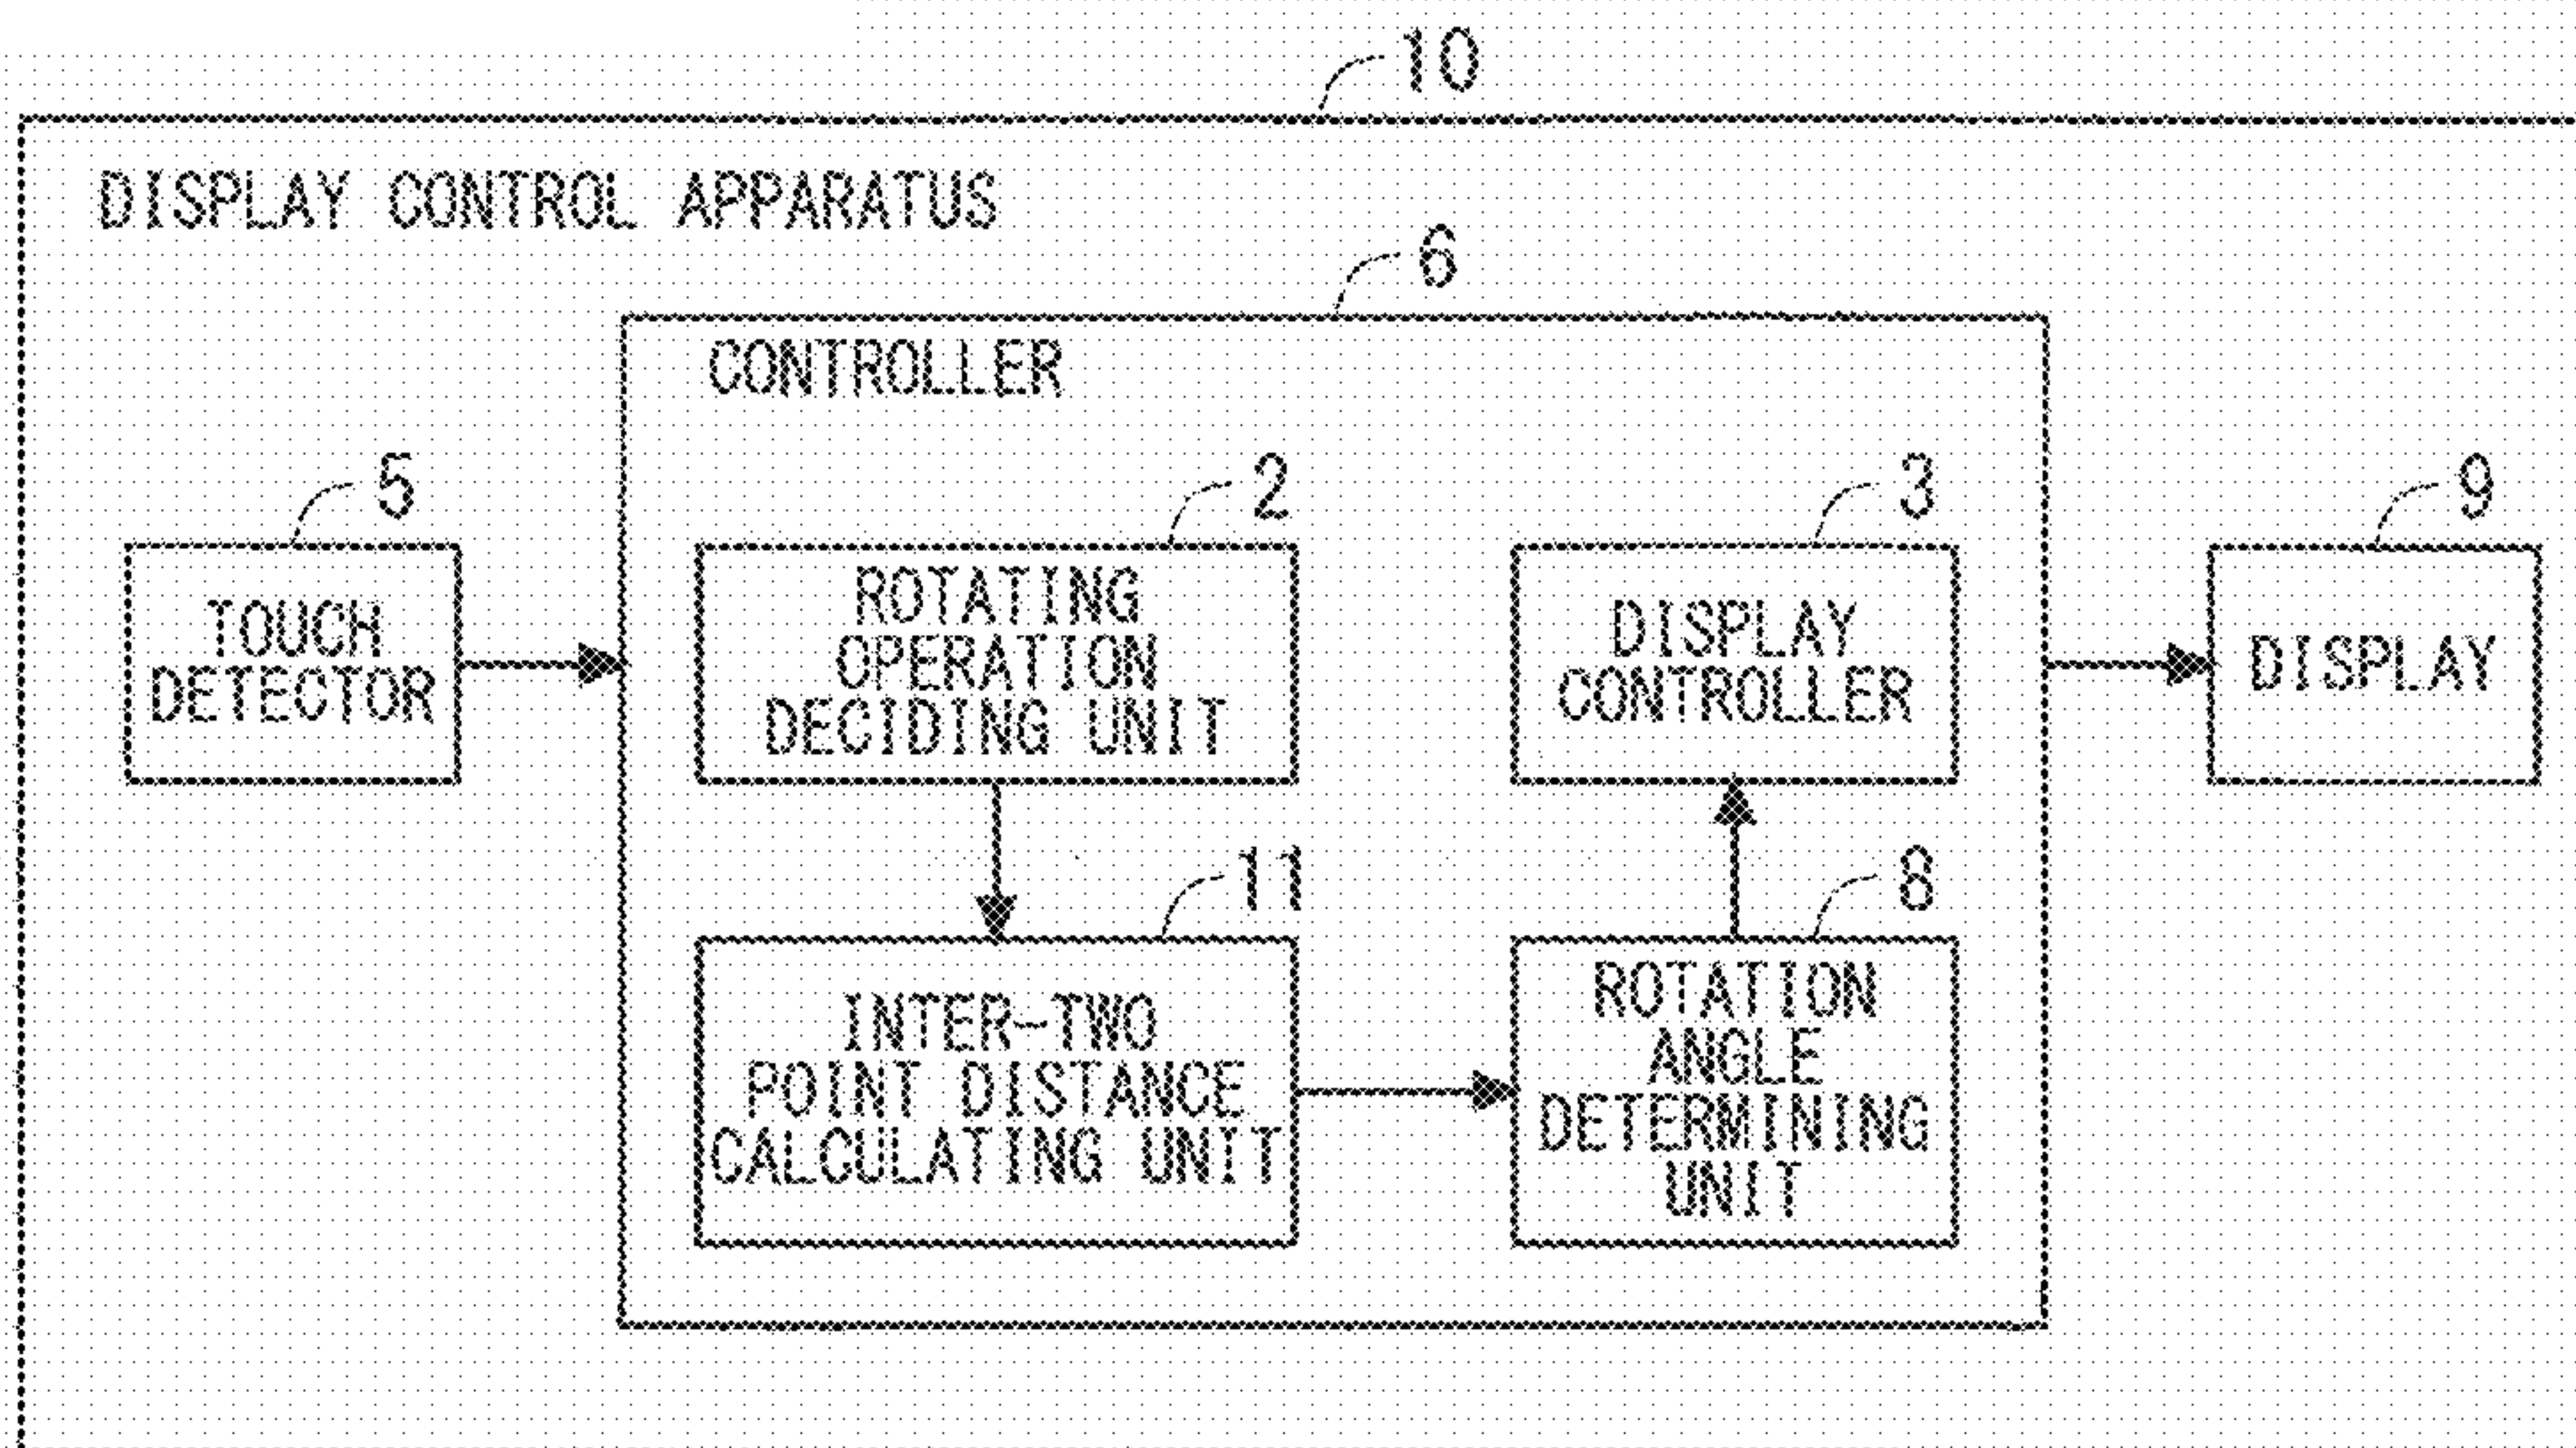 10
DISPLAY CONTROL APPARATUS
6
CONTROLLER
5
2
3
9
TOUCH
DETECTOR
ROTATING
OPERATION
DECIDING UNIT
DISPLAY
CONTROLLER
DISPLAY
11
8
INTER-TWO
POINT DISTANCE
CALCULATING UNIT
ROTATION
ANGLE
DETERMINING
UNIT